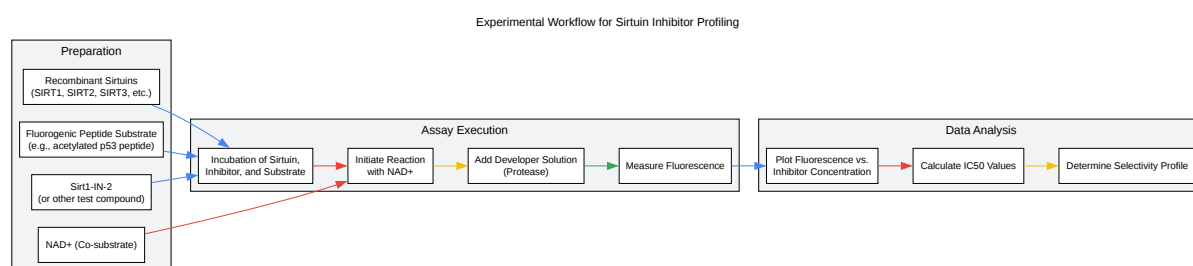 Experimental Workflow for Sirtuin Inhibitor Profiling
Preparation
Recombinant Sirtuins
(SIRT1, SIRT2, SIRT3, etc.)
Fluorogenic Peptide Substrate
(e.g., acetylated p53 peptide)
Sirt1-IN-2
(or other test compound)
NAD+ (Co-substrate)
Assay Execution
Incubation of Sirtuin,
Inhibitor, and Substrate
Initiate Reaction
with NAD+
Add Developer Solution
(Protease)
Measure Fluorescence
Data Analysis
Plot Fluorescence vs.
Inhibitor Concentration
Calculate IC50 Values
Determine Selectivity Profile